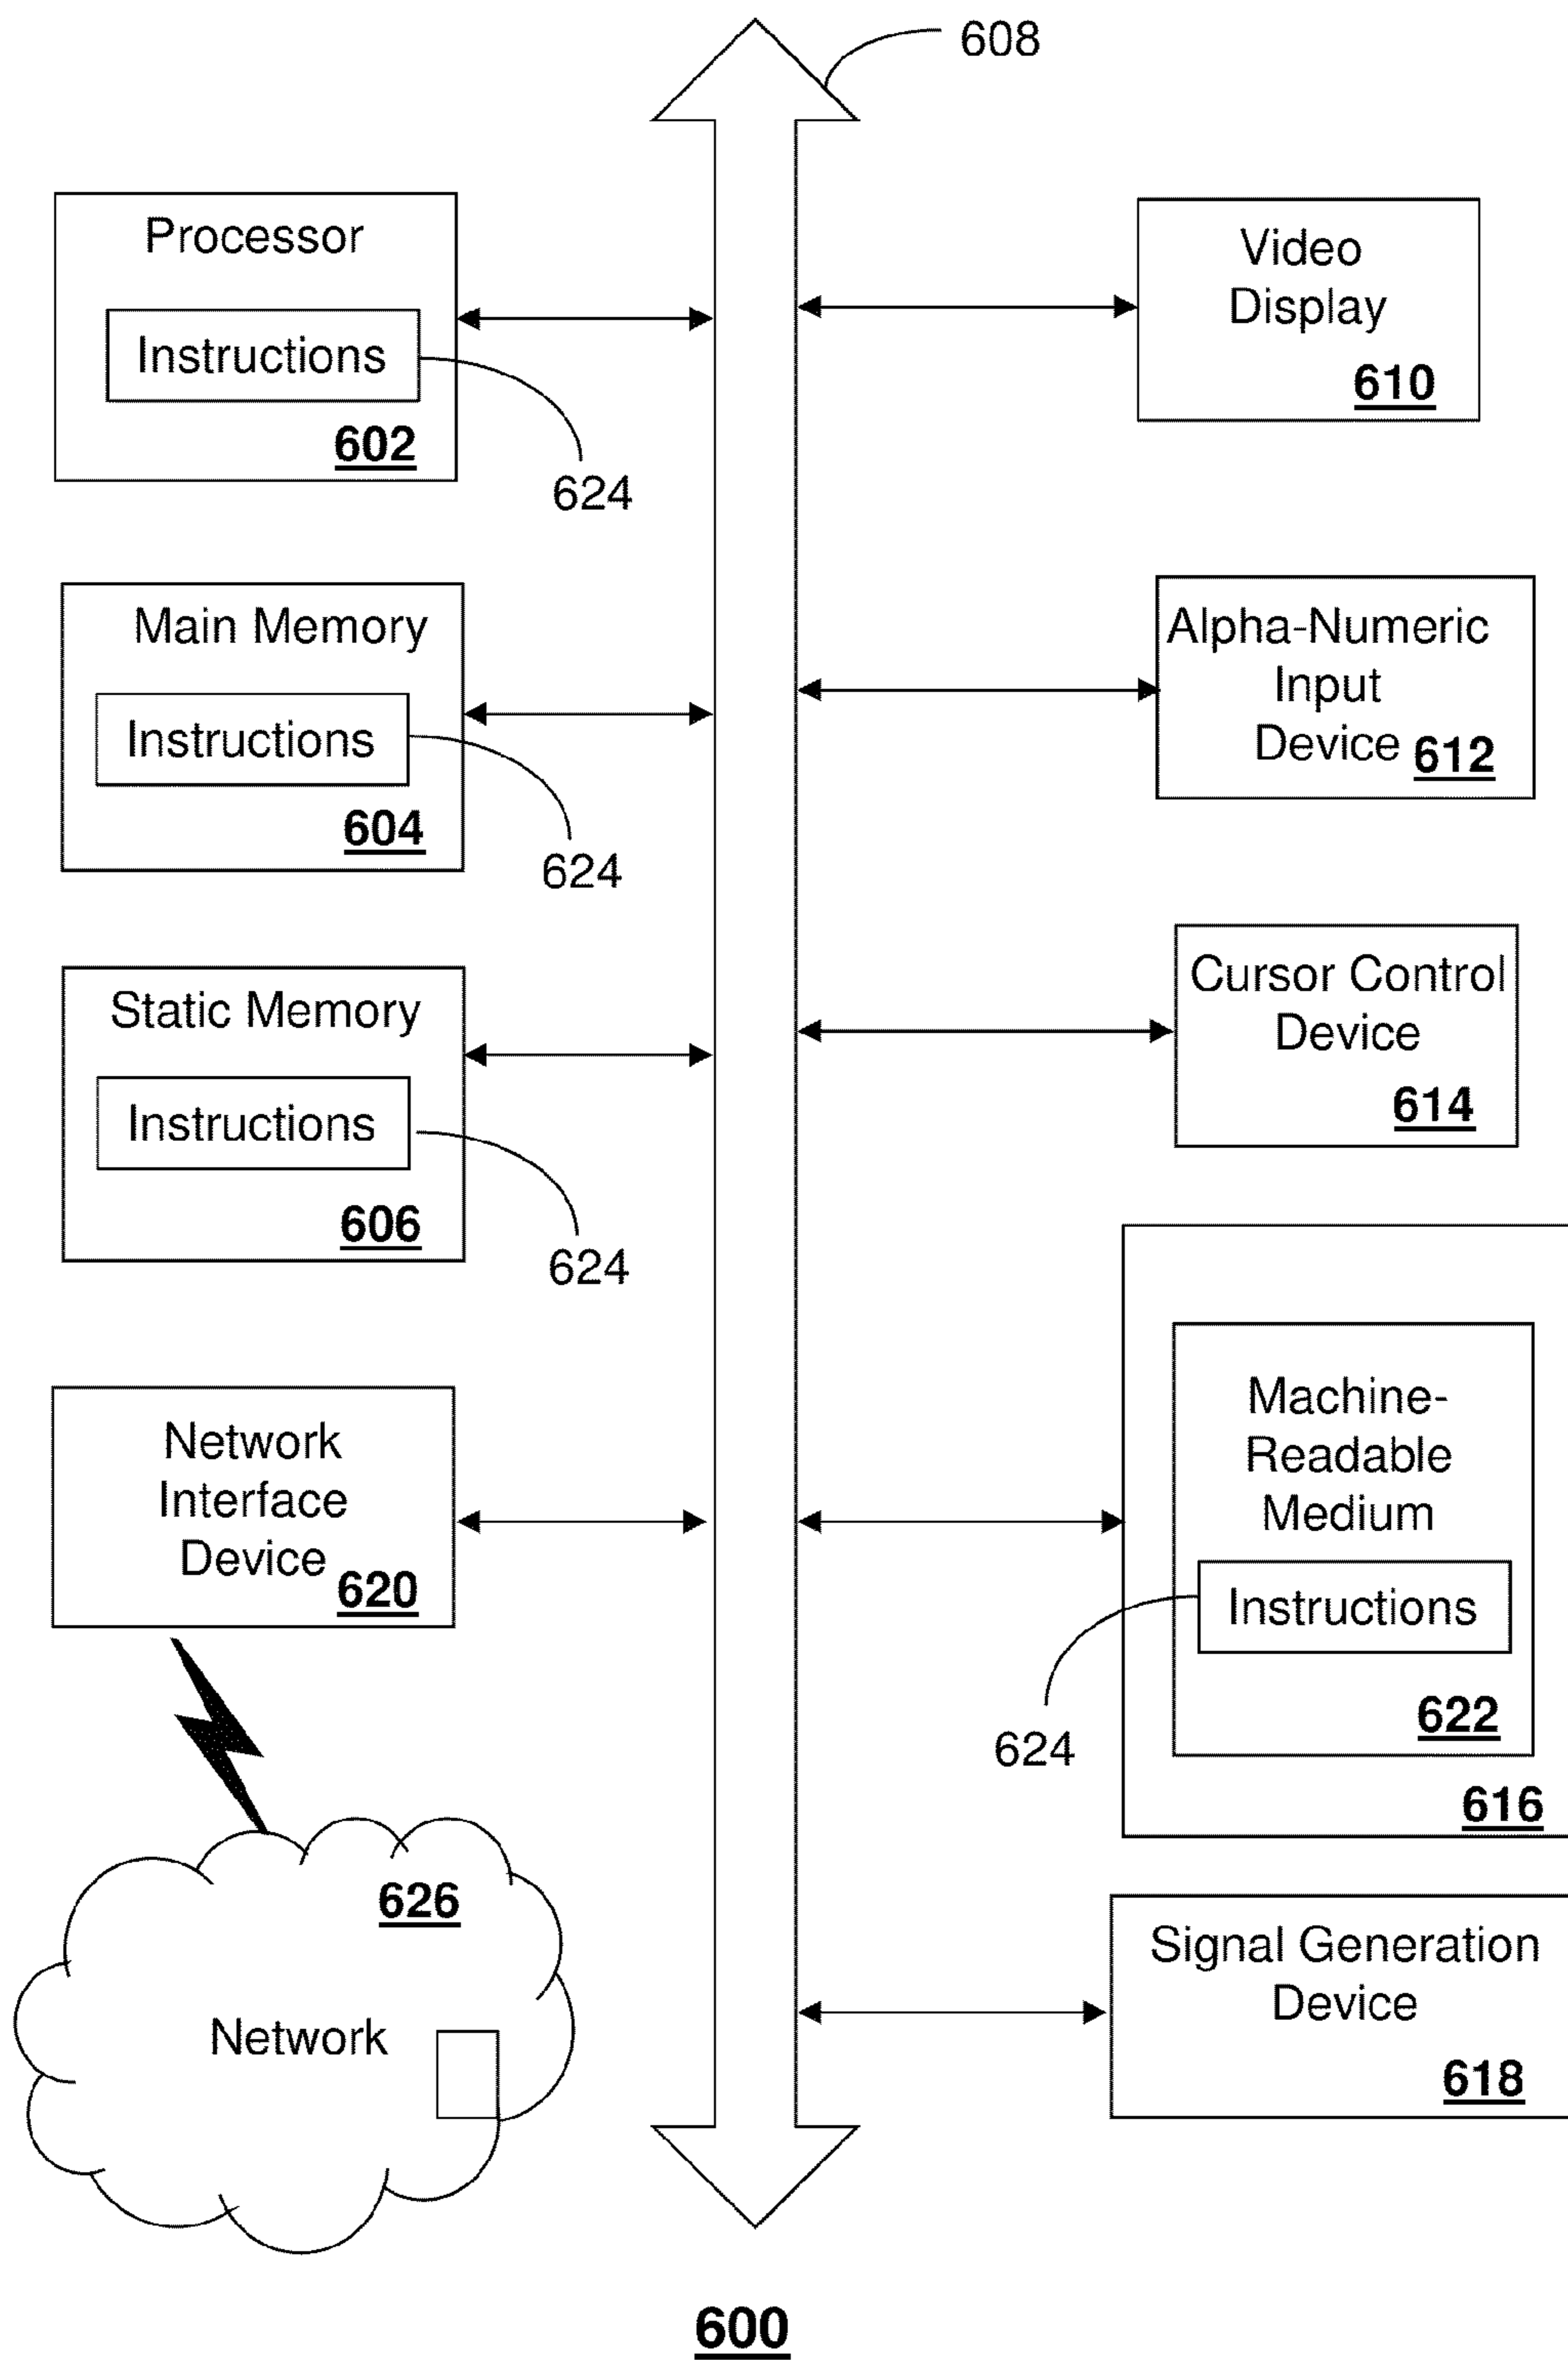 608
Processor
Instructions
602
624
Main Memory
Instructions
604
624
Static Memory
Instructions
606
624
Network
Interface
Device
620
626
Network
Video
Display
610
Alpha-Numeric
Input
Device 612
Cursor Control
Device
614
Machine-
Readable
Medium
Instructions
622
624
616
Signal Generation
Device
618
600